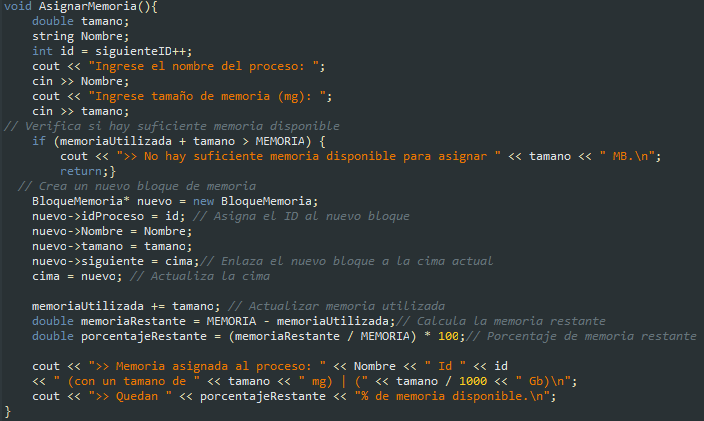 void AsignarMemoria(){
    double tamano;
    string Nombre;
    int id = siguienteID++;
    cout << "Ingrese el nombre del proceso: ";
    cin >> Nombre;
    cout << "Ingrese tamaño de memoria (mg): ";
    cin >> tamano;
// Verifica si hay suficiente memoria disponible
    if (memoriaUtilizada + tamano > MEMORIA) {
        cout << ">> No hay suficiente memoria disponible para asignar " << tamano << " MB.\n";
        return;}
  // Crea un nuevo bloque de memoria
    BloqueMemoria* nuevo = new BloqueMemoria;
    nuevo->idProceso = id; // Asigna el ID al nuevo bloque
    nuevo->Nombre = Nombre;
    nuevo->tamano = tamano;
    nuevo->siguiente = cima;// Enlaza el nuevo bloque a la cima actual
    cima = nuevo; // Actualiza la cima

    memoriaUtilizada += tamano; // Actualizar memoria utilizada
    double memoriaRestante = MEMORIA - memoriaUtilizada;// Calcula la memoria restante
    double porcentajeRestante = (memoriaRestante / MEMORIA) * 100;// Porcentaje de memoria restante

    cout << ">> Memoria asignada al proceso: " << Nombre << " Id " << id
    << " (con un tamano de " << tamano << " mg) | (" << tamano / 1000 << " Gb)\n";
    cout << ">> Quedan " << porcentajeRestante << "% de memoria disponible.\n";
}